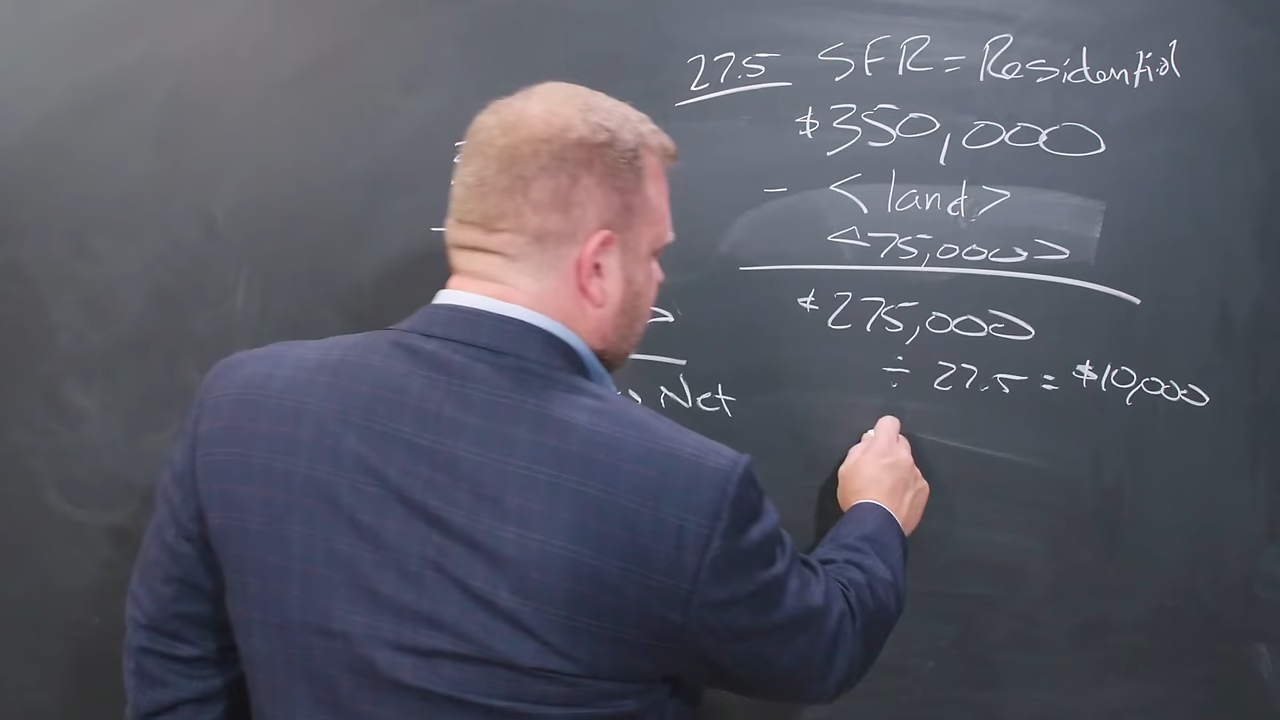 27.5 SFR = Residential
$350,000
- <land>
<75,000>
$275,000
÷ 27.5 = $10,000
Net